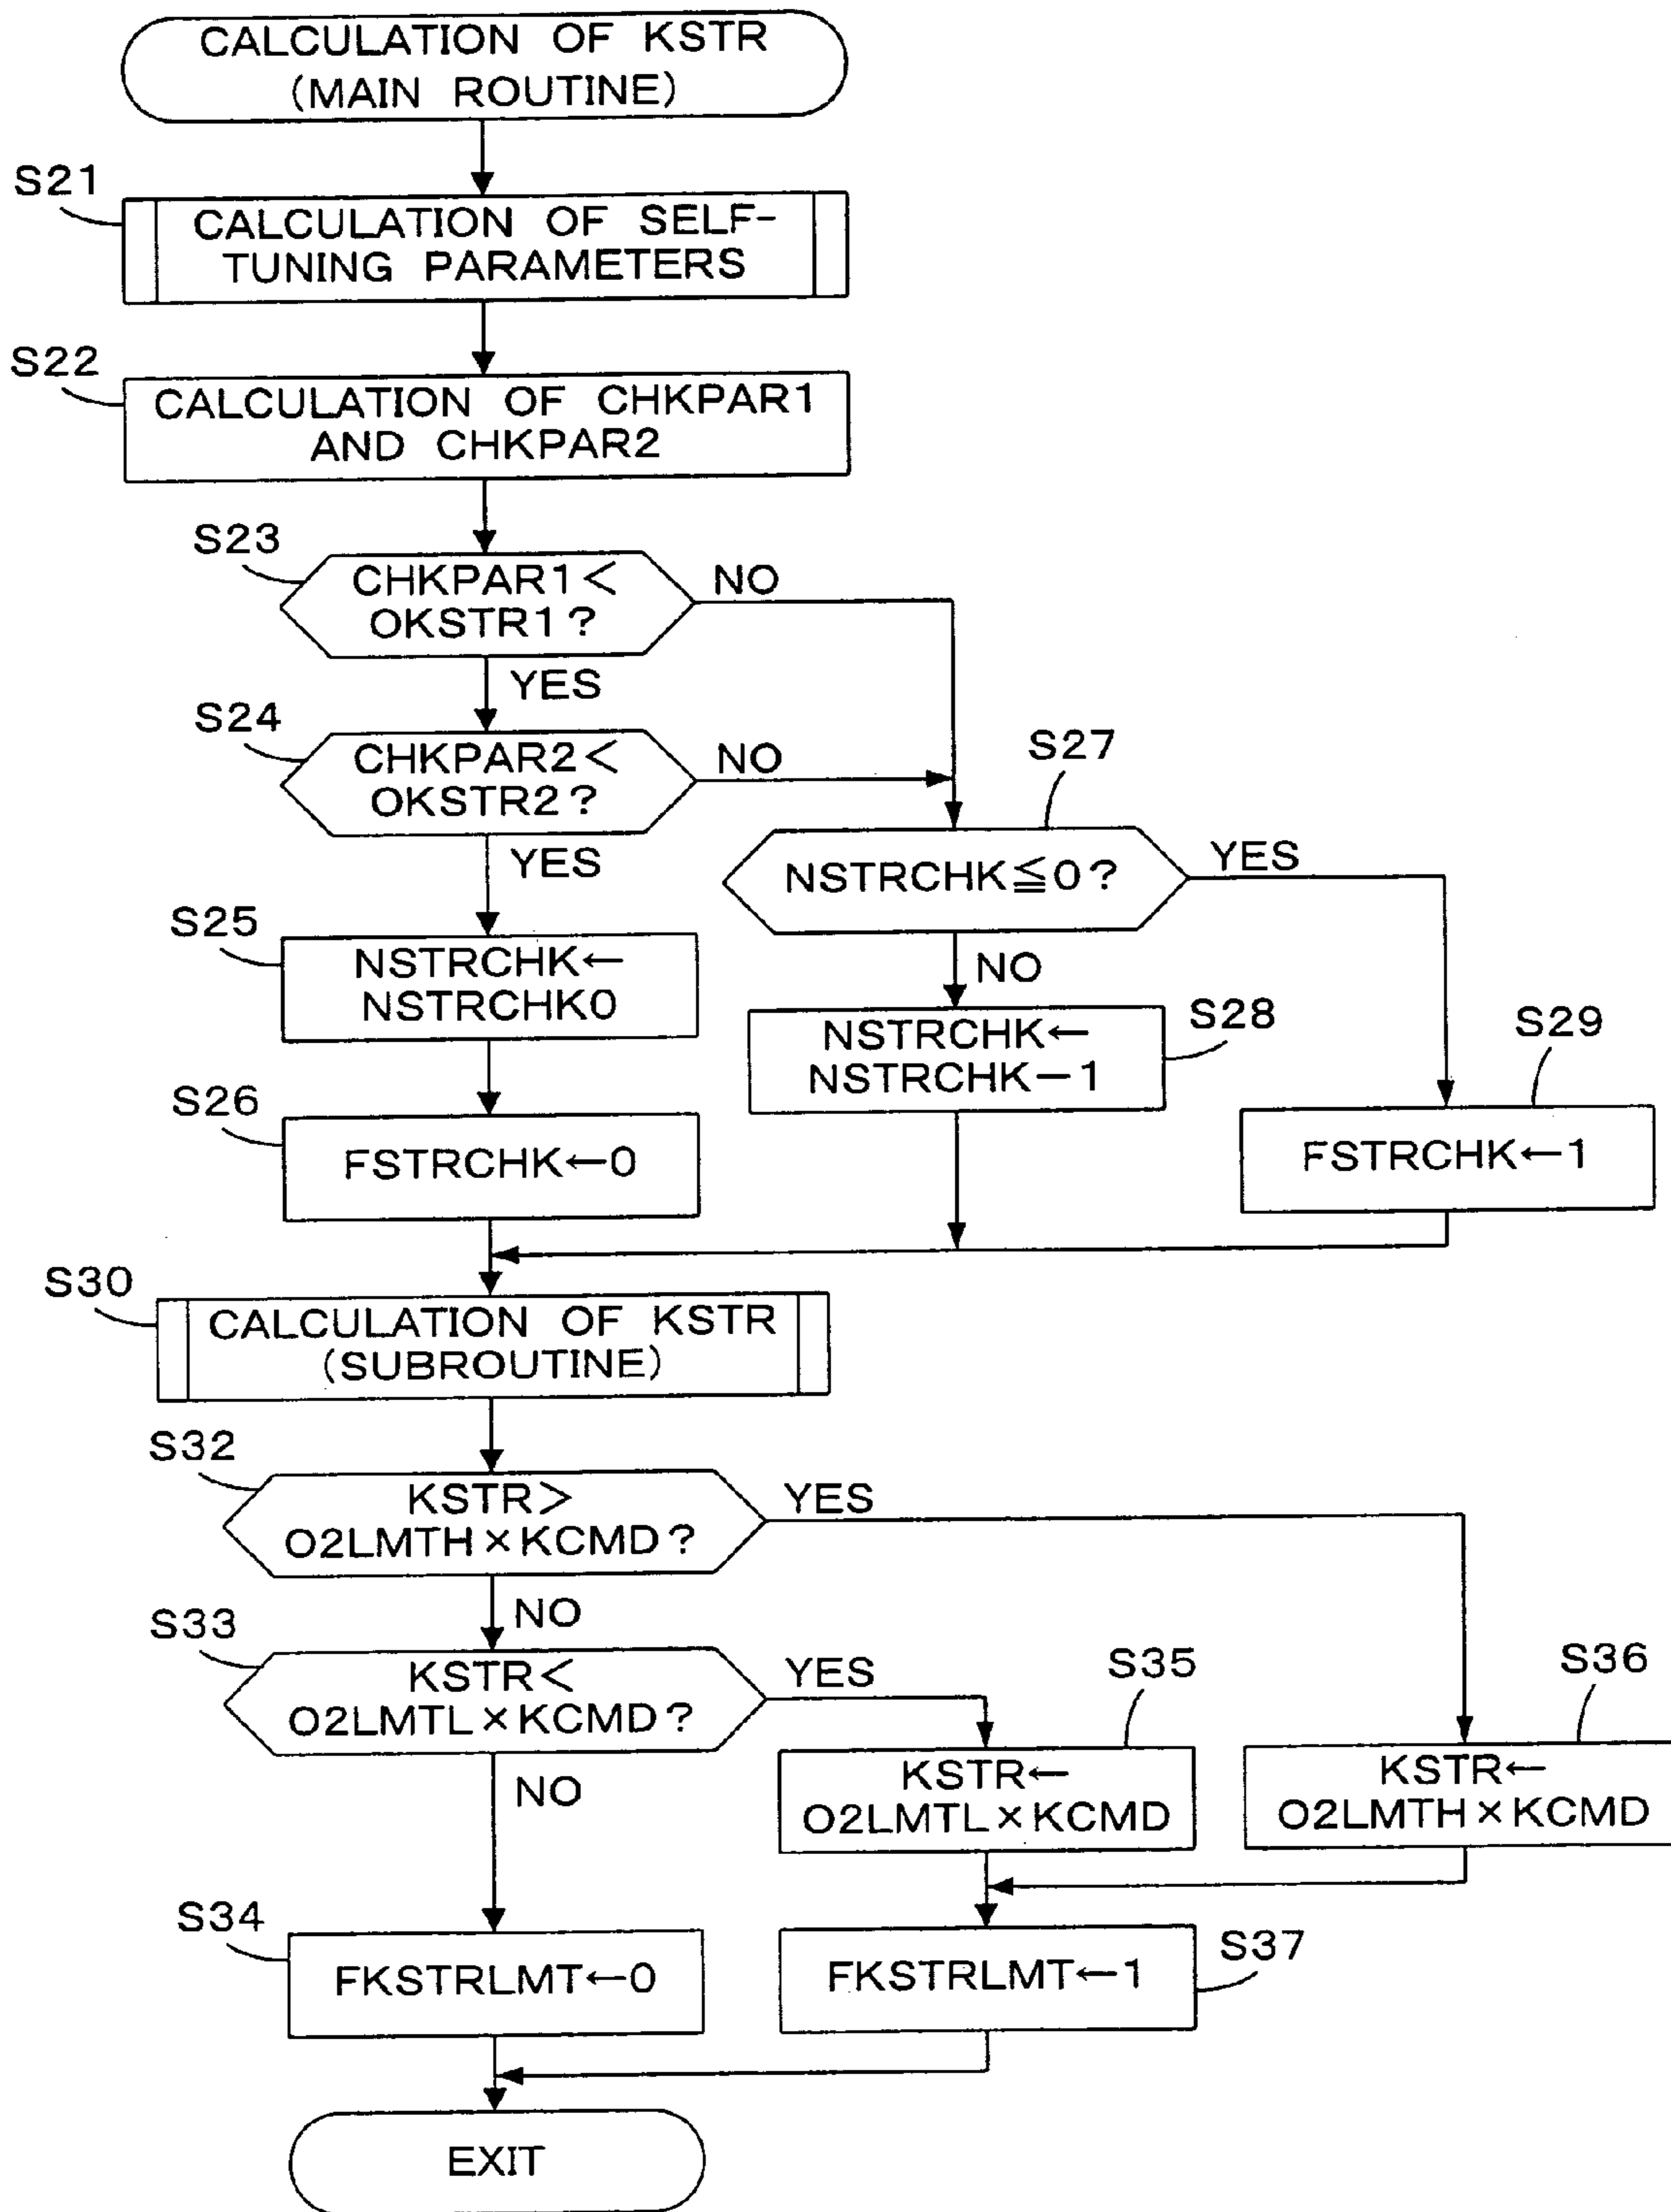 CALCULATION OF KSTR
(MAIN ROUTINE)
S21
CALCULATION OF SELF-
TUNING PARAMETERS
S22
CALCULATION OF CHKPAR1
AND CHKPAR2
S23
CHKPAR1<
OKSTR1?
NO
YES
S24
CHKPAR2<
OKSTR2?
NO
YES
S27
NSTRCHK≦0?
YES
NO
S25
NSTRCHK←
NSTRCHK0
S28
NSTRCHK←
NSTRCHK−1
S29
FSTRCHK←1
S26
FSTRCHK←0
S30
CALCULATION OF KSTR
(SUBROUTINE)
S32
KSTR>
O2LMTH×KCMD?
YES
NO
S33
KSTR<
O2LMTL×KCMD?
YES
NO
S35
KSTR←
O2LMTL×KCMD
S36
KSTR←
O2LMTH×KCMD
S34
FKSTRLMT←0
FKSTRLMT←1
S37
EXIT